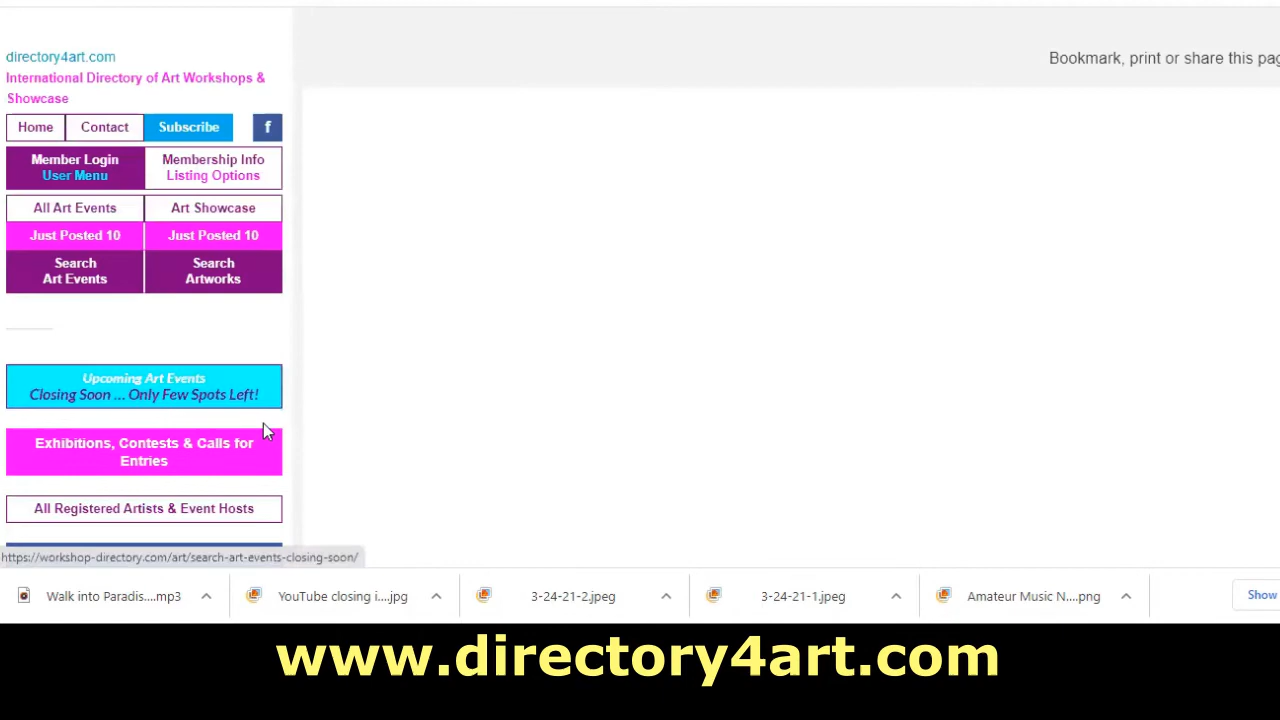 directory4art.com
Bookmark, print or share this pag
International Directory of Art Workshops &
Showcase
Home Contact Subscribe f
Member Login Membership Info
User Menu Listing Options
All Art Events Art Showcase
Just Posted 10 Just Posted 10
Search Search
Art Events Artworks
Upcoming Art Events
Closing Soon ... Only Few Spots Left!
Exhibitions, Contests & Calls for
Entries
All Registered Artists & Event Hosts
https://workshop-directory.com/art/search-art-events-closing-soon/
Walk into Paradis....mp3 YouTube closing i....jpg 3-24-21-2.jpeg 3-24-21-1.jpeg Amateur Music N....png Show
www.directory4art.com